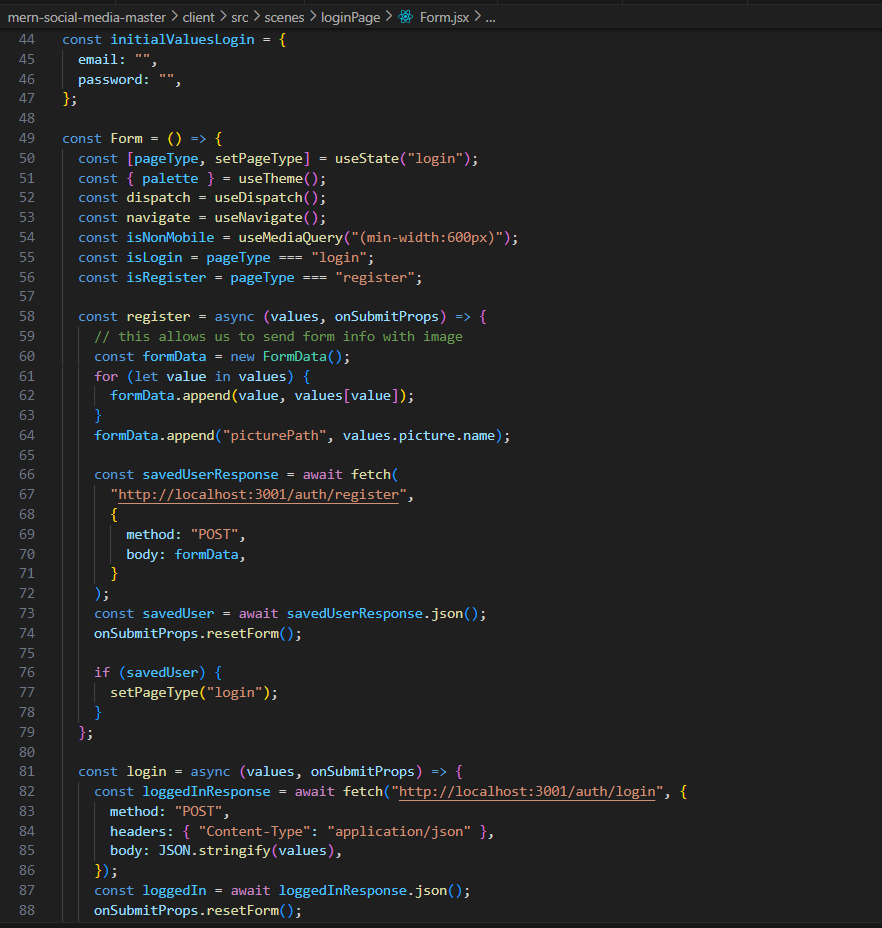 mern-social-media-master > client > src > scenes > loginPage > Form.jsx > ...
44 const initialValuesLogin = {
45   email: "",
46   password: "",
47 };
48
49 const Form = () => {
50   const [pageType, setPageType] = useState("login");
51   const { palette } = useTheme();
52   const dispatch = useDispatch();
53   const navigate = useNavigate();
54   const isNonMobile = useMediaQuery("(min-width:600px)");
55   const isLogin = pageType === "login";
56   const isRegister = pageType === "register";
57
58   const register = async (values, onSubmitProps) => {
59     // this allows us to send form info with image
60     const formData = new FormData();
61     for (let value in values) {
62       formData.append(value, values[value]);
63     }
64     formData.append("picturePath", values.picture.name);
65
66     const savedUserResponse = await fetch(
67       "http://localhost:3001/auth/register",
68       {
69         method: "POST",
70         body: formData,
71       }
72     );
73     const savedUser = await savedUserResponse.json();
74     onSubmitProps.resetForm();
75
76     if (savedUser) {
77       setPageType("login");
78     }
79   };
80
81   const login = async (values, onSubmitProps) => {
82     const loggedInResponse = await fetch("http://localhost:3001/auth/login", {
83       method: "POST",
84       headers: { "Content-Type": "application/json" },
85       body: JSON.stringify(values),
86     });
87     const loggedIn = await loggedInResponse.json();
88     onSubmitProps.resetForm();